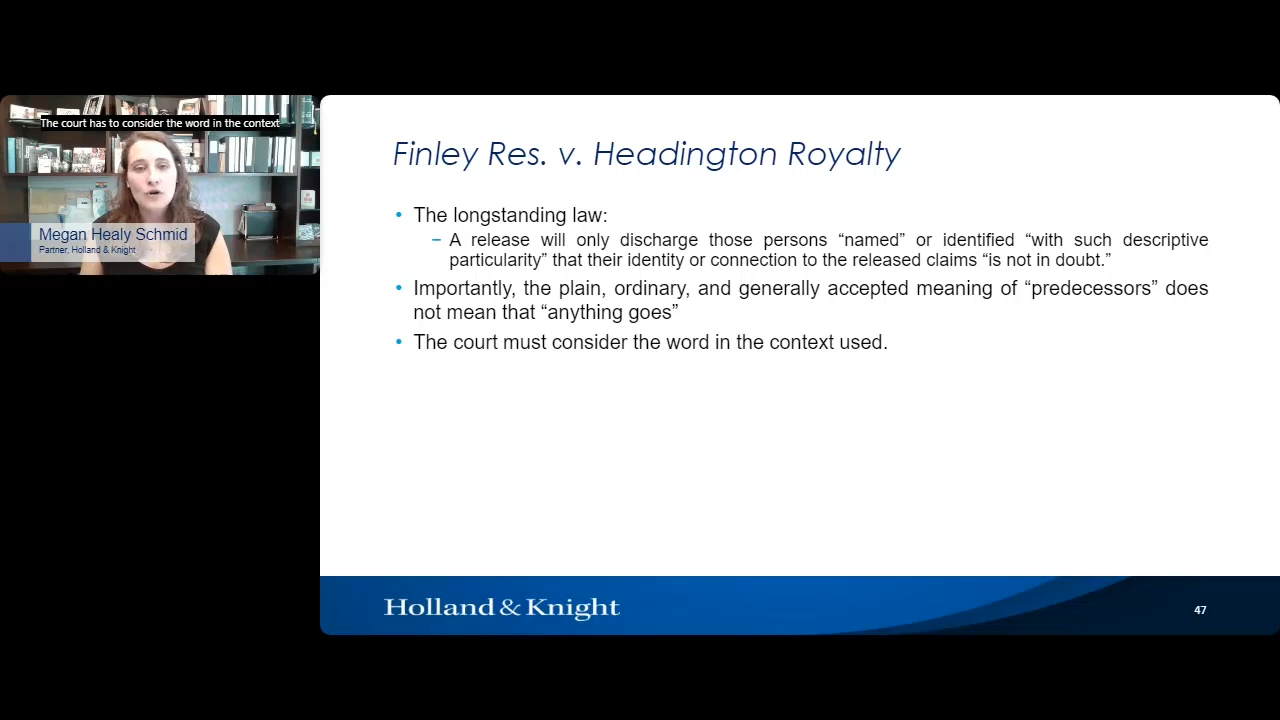 The court has to consider the word in the context
Megan Healy Schmid
Partner, Holland & Knight
Finley Res. v. Headington Royalty
• The longstanding law:
− A release will only discharge those persons “named” or identified “with such descriptive
particularity” that their identity or connection to the released claims “is not in doubt.”
• Importantly, the plain, ordinary, and generally accepted meaning of “predecessors” does
not mean that “anything goes”
• The court must consider the word in the context used.
Holland & Knight
47